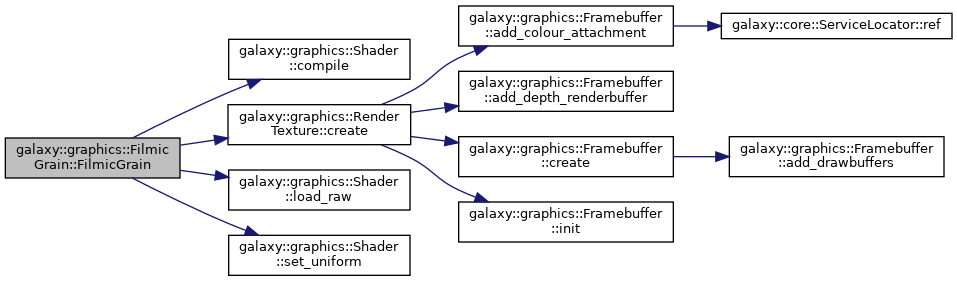 galaxy::graphics::Filmic
Grain::FilmicGrain
galaxy::graphics::Shader
::compile
galaxy::graphics::Render
Texture::create
galaxy::graphics::Shader
::load_raw
galaxy::graphics::Shader
::set_uniform
galaxy::graphics::Framebuffer
::add_colour_attachment
galaxy::graphics::Framebuffer
::add_depth_renderbuffer
galaxy::graphics::Framebuffer
::create
galaxy::graphics::Framebuffer
::init
galaxy::core::ServiceLocator::ref
galaxy::graphics::Framebuffer
::add_drawbuffers